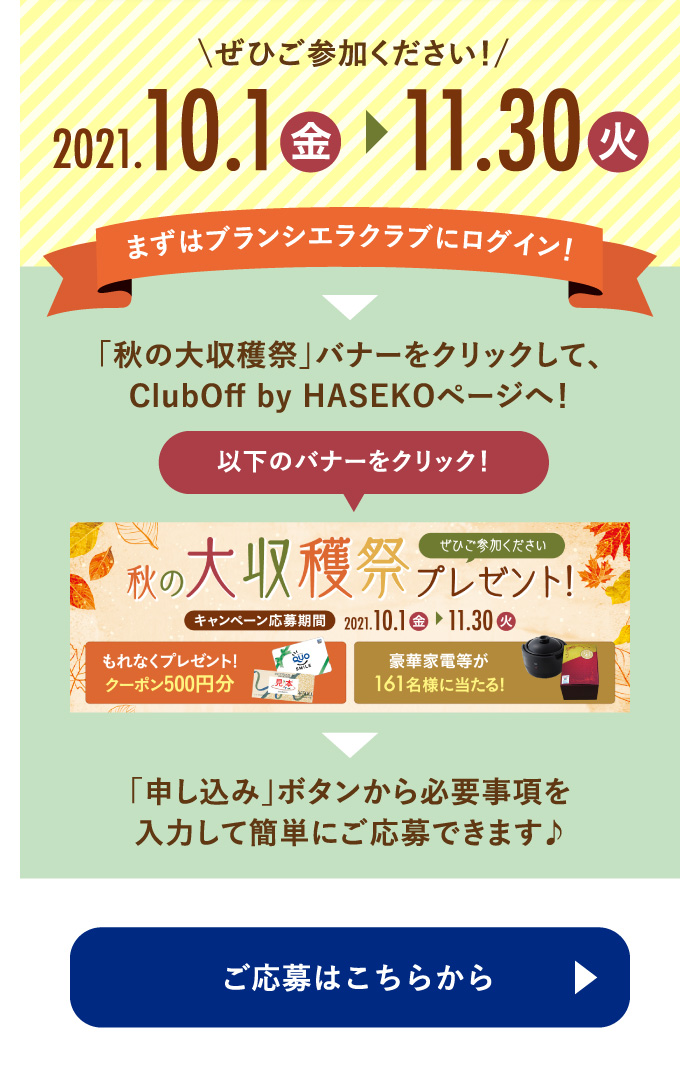 \ぜひご参加ください!/
2021.10.1金▶11.30火
まずはブランシエラクラブにログイン!
「秋の大収穫祭」バナーをクリックして、
ClubOff by HASEKOページへ!
以下のバナーをクリック!
ぜひご参加ください
秋の大収穫祭プレゼント!
キャンペーン応募期間 2021.10.1金▶11.30火
もれなくプレゼント!
クーポン500円分
QUO
SMILE
見本
豪華家電等が
161名様に当たる!
「申し込み」ボタンから必要事項を
入力して簡単にご応募できます♪
ご応募はこちらから